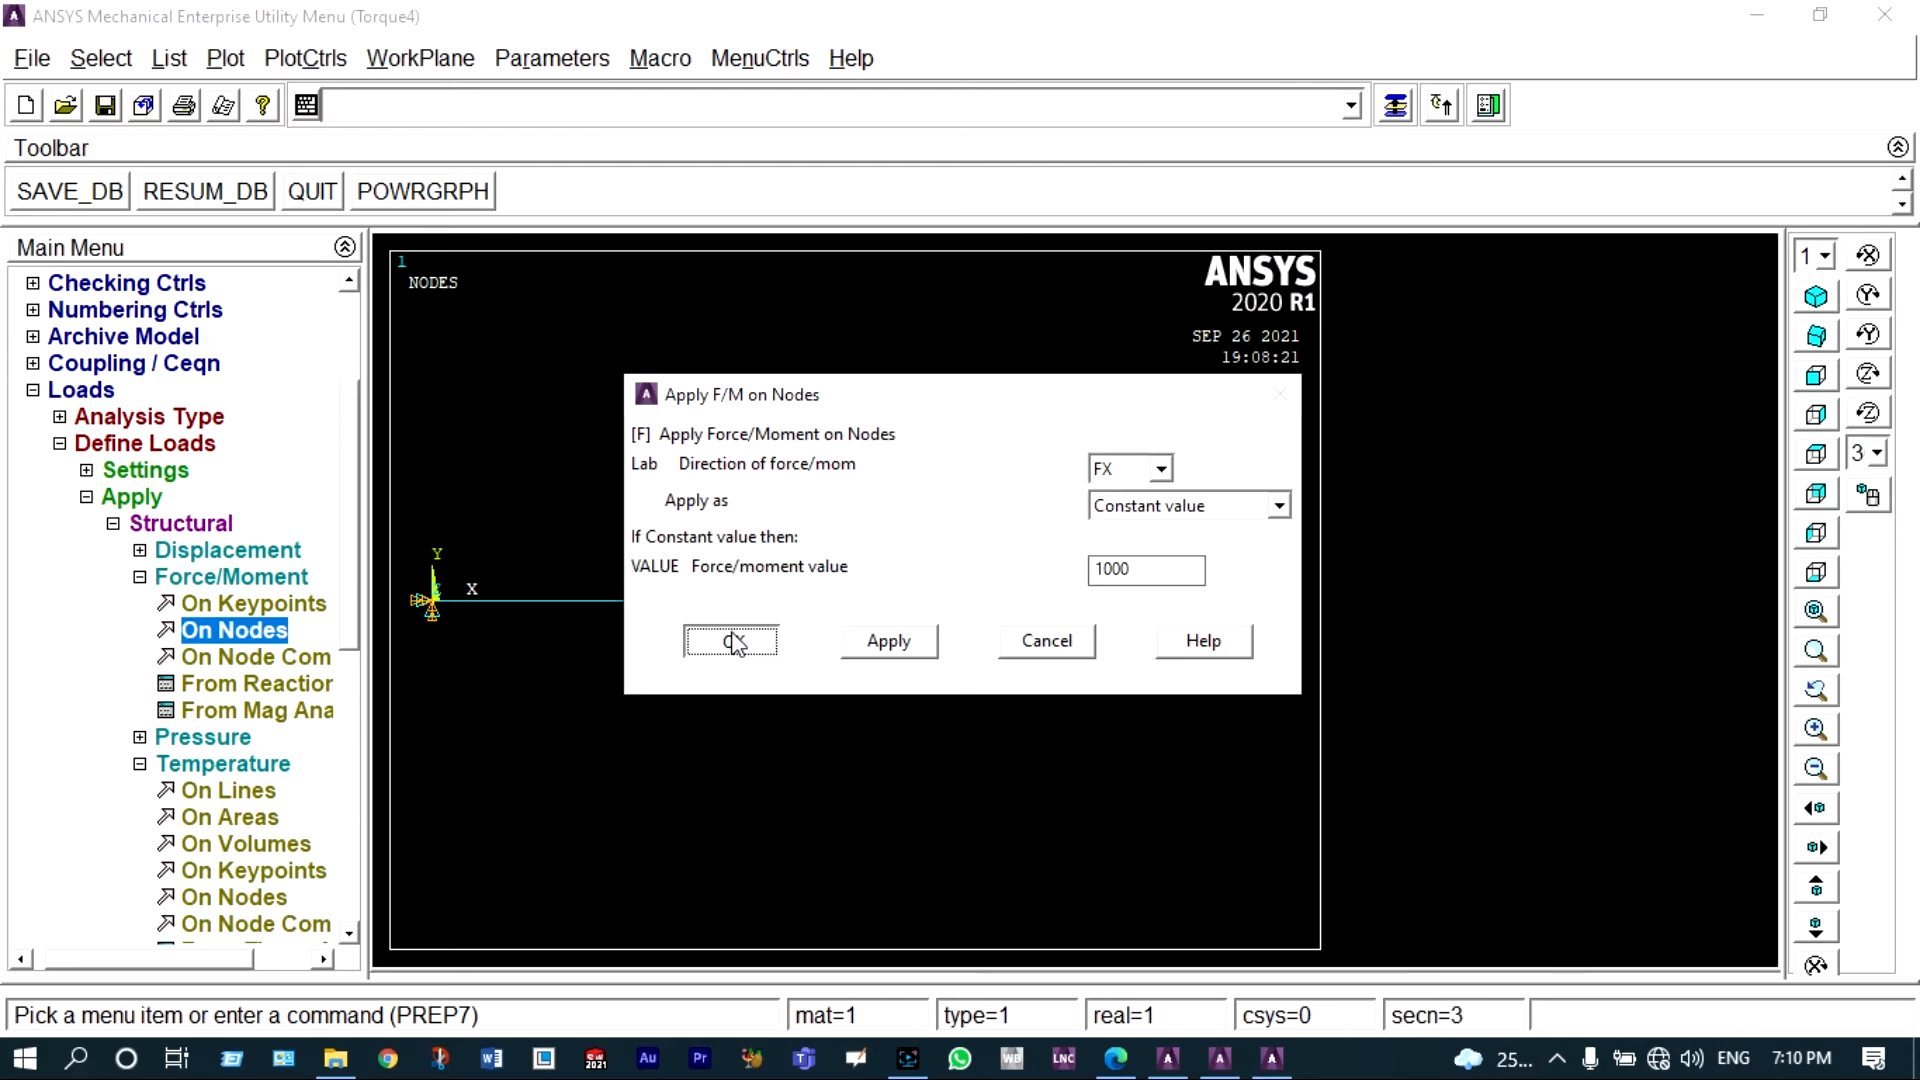 ANSYS Mechanical Enterprise Utility Menu (Torque4)
File Select List Plot PlotCtrls WorkPlane Parameters Macro MenuCtrls Help
Toolbar
SAVE_DB RESUM_DB QUIT POWRGRPH
Main Menu
Checking Ctrls
Numbering Ctrls
Archive Model
Coupling / Ceqn
Loads
Analysis Type
Define Loads
Settings
Apply
Structural
Displacement
Force/Moment
On Keypoints
On Nodes
On Node Com
From Reaction
From Mag Ana
Pressure
Temperature
On Lines
On Areas
On Volumes
On Keypoints
On Nodes
On Node Com
1
NODES
ANSYS
2020 R1
SEP 26 2021
19:08:21
Y
X
Apply F/M on Nodes
[F] Apply Force/Moment on Nodes
Lab Direction of force/mom FX
Apply as Constant value
If Constant value then:
VALUE Force/moment value 1000
Apply Cancel Help
1
3
Pick a menu item or enter a command (PREP7) mat=1 type=1 real=1 csys=0 secn=3
25... ENG 7:10 PM